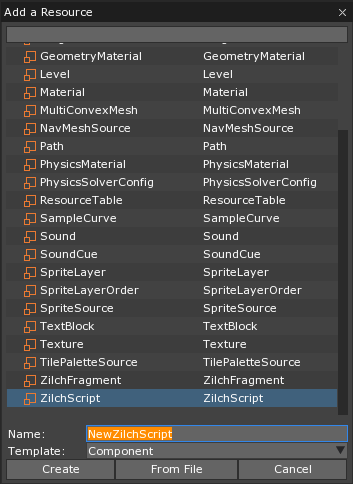 Add a Resource
GeometryMaterial GeometryMaterial
Level Level
Material Material
MultiConvexMesh MultiConvexMesh
NavMeshSource NavMeshSource
Path Path
PhysicsMaterial PhysicsMaterial
PhysicsSolverConfig PhysicsSolverConfig
ResourceTable ResourceTable
SampleCurve SampleCurve
Sound Sound
SoundCue SoundCue
SpriteLayer SpriteLayer
SpriteLayerOrder SpriteLayerOrder
SpriteSource SpriteSource
TextBlock TextBlock
Texture Texture
TilePaletteSource TilePaletteSource
ZilchFragment ZilchFragment
ZilchScript ZilchScript
Name: NewZilchScript
Template: Component
Create From File Cancel